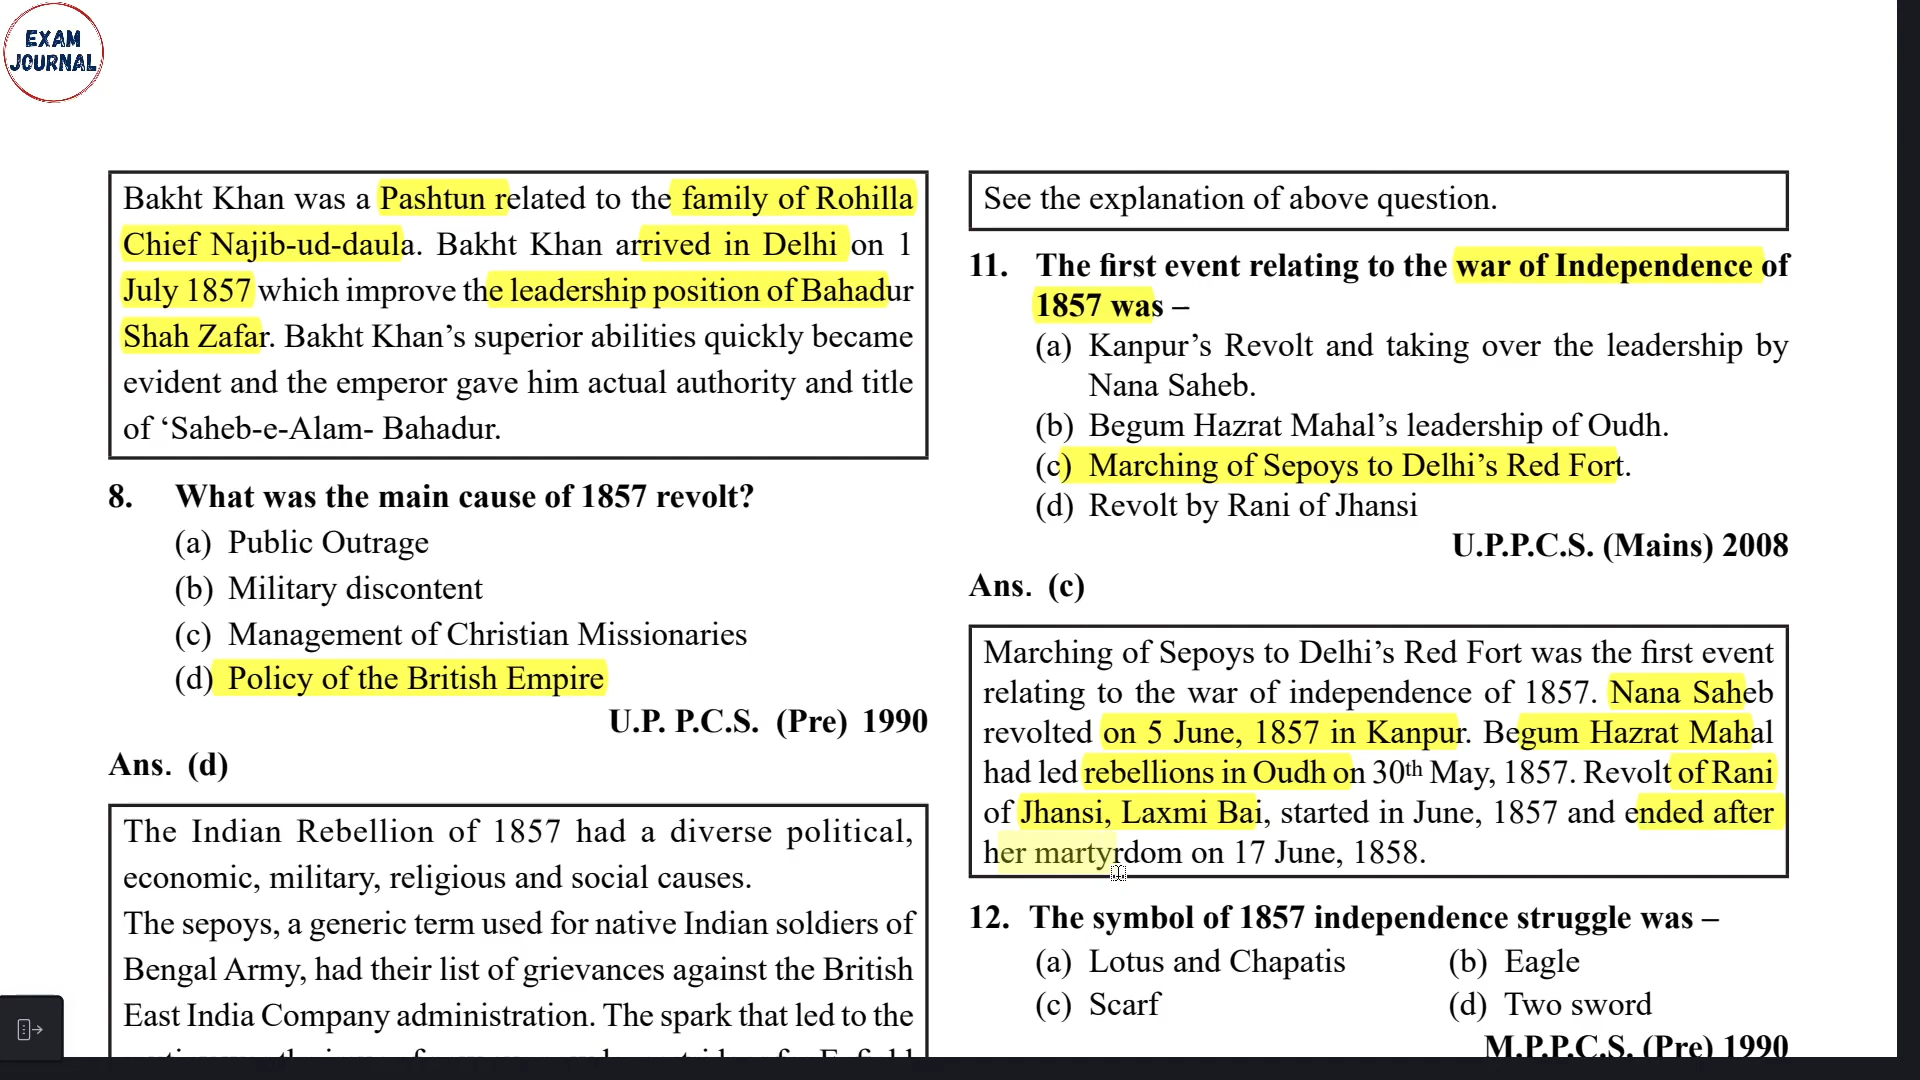 EXAM
JOURNAL
Bakht Khan was a Pashtun related to the family of Rohilla
Chief Najib-ud-daula. Bakht Khan arrived in Delhi on 1
July 1857 which improve the leadership position of Bahadur
Shah Zafar. Bakht Khan’s superior abilities quickly became
evident and the emperor gave him actual authority and title
of ‘Saheb-e-Alam- Bahadur.
8. What was the main cause of 1857 revolt?
(a) Public Outrage
(b) Military discontent
(c) Management of Christian Missionaries
(d) Policy of the British Empire
U.P. P.C.S. (Pre) 1990
Ans. (d)
The Indian Rebellion of 1857 had a diverse political,
economic, military, religious and social causes.
The sepoys, a generic term used for native Indian soldiers of
Bengal Army, had their list of grievances against the British
East India Company administration. The spark that led to the
See the explanation of above question.
11. The first event relating to the war of Independence of
1857 was –
(a) Kanpur’s Revolt and taking over the leadership by
Nana Saheb.
(b) Begum Hazrat Mahal’s leadership of Oudh.
(c) Marching of Sepoys to Delhi’s Red Fort.
(d) Revolt by Rani of Jhansi
U.P.P.C.S. (Mains) 2008
Ans. (c)
Marching of Sepoys to Delhi’s Red Fort was the first event
relating to the war of independence of 1857. Nana Saheb
revolted on 5 June, 1857 in Kanpur. Begum Hazrat Mahal
had led rebellions in Oudh on 30th May, 1857. Revolt of Rani
of Jhansi, Laxmi Bai, started in June, 1857 and ended after
her martyrdom on 17 June, 1858.
12. The symbol of 1857 independence struggle was –
(a) Lotus and Chapatis (b) Eagle
(c) Scarf (d) Two sword
M.P.P.C.S. (Pre) 1990